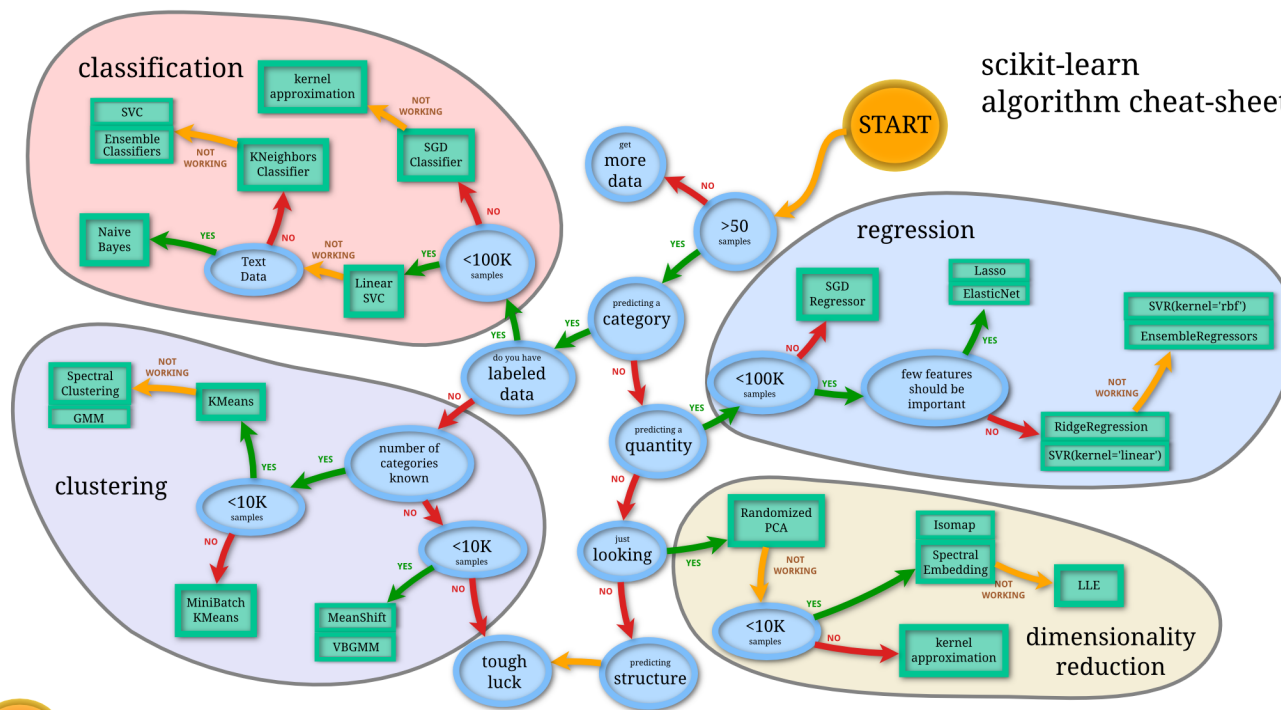 scikit-learn
algorithm cheat-sheet
START
classification
kernel
approximation
NOT
WORKING
SVC
Ensemble
Classifiers
NOT
WORKING
KNeighbors
Classifier
SGD
Classifier
NO
Naive
Bayes
YES
Text
Data
NO
NOT
WORKING
Linear
SVC
YES
<100K
samples
YES
get
more
data
NO
>50
samples
YES
predicting a
category
YES
NO
do you have
labeled
data
NO
predicting a
quantity
YES
NO
just
looking
YES
NO
predicting
structure
tough
luck
regression
SGD
Regressor
NO
Lasso
ElasticNet
YES
SVR(kernel='rbf')
EnsembleRegressors
NOT
WORKING
<100K
samples
YES
few features
should be
important
NO
RidgeRegression
SVR(kernel='linear')
clustering
Spectral
Clustering
GMM
NOT
WORKING
KMeans
YES
number of
categories
known
YES
NO
<10K
samples
NO
MiniBatch
KMeans
<10K
samples
YES
NO
MeanShift
VBGMM
dimensionality
reduction
Randomized
PCA
NOT
WORKING
<10K
samples
YES
NO
Isomap
Spectral
Embedding
NOT
WORKING
LLE
kernel
approximation